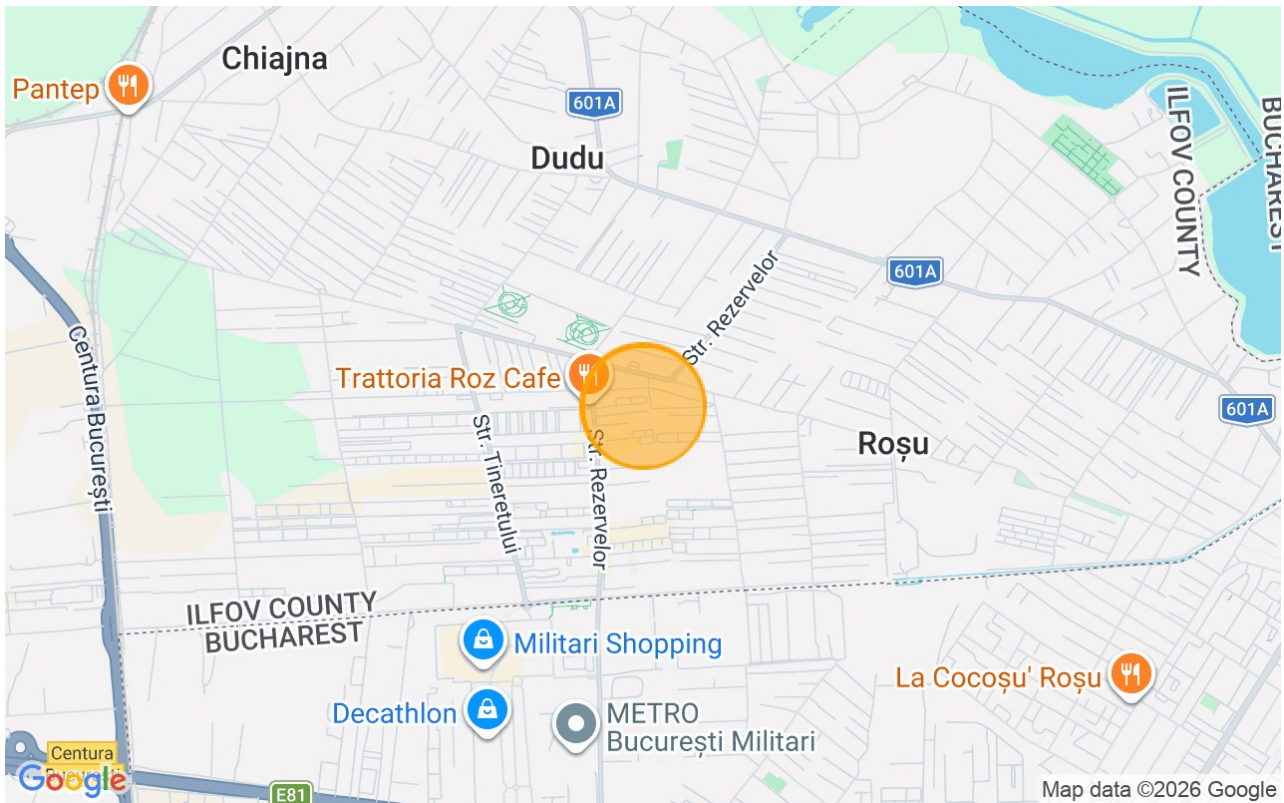 Chiajna
Pantep
601A
Dudu
ILFOV COUNTY
BUCHAREST
601A
Str. Rezervelor
Centura București
Trattoria Roz Cafe
601A
Str. Tineretului
Str. Rezervelor
Roșu
ILFOV COUNTY
BUCHAREST
Militari Shopping
La Cocoșu' Roșu
Decathlon
METRO
București Militari
Centura
Google
E81
Map data ©2026 Google